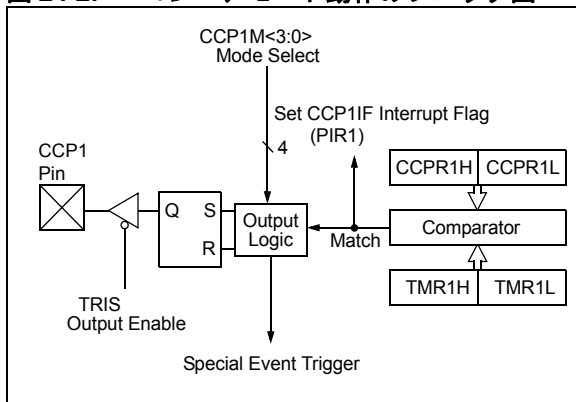 CCP1M<3:0>
Mode Select
Set CCP1IF Interrupt Flag
(PIR1)
4
CCP1
Pin
CCPR1H CCPR1L
Q S
R
Output
Logic
Match
Comparator
TRIS
Output Enable
TMR1H TMR1L
Special Event Trigger